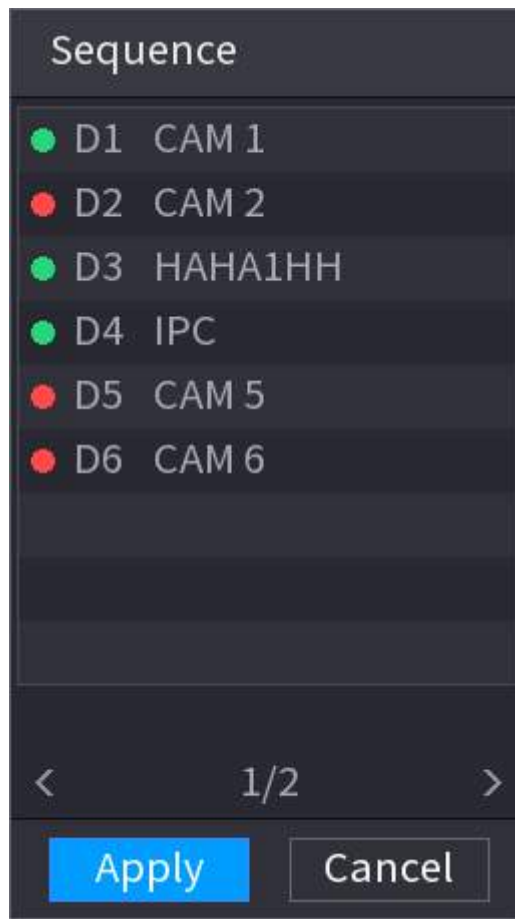 Sequence
D1 CAM 1
D2 CAM 2
D3 HAHA1HH
D4 IPC
D5 CAM 5
D6 CAM 6
< 1/2 >
Apply Cancel